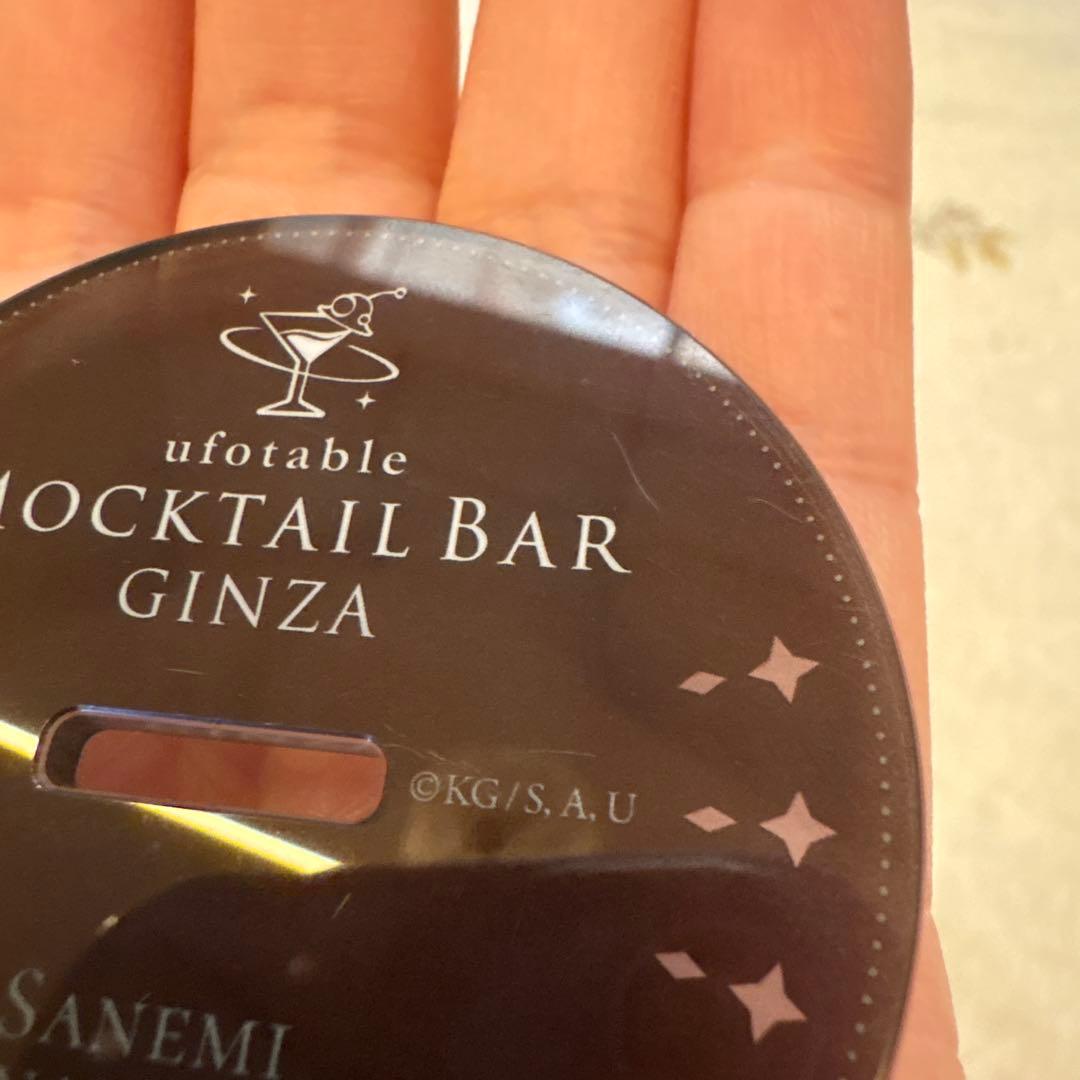 ufotable
MOCKTAIL BAR
GINZA
©KG/S, A, U
SANEMI